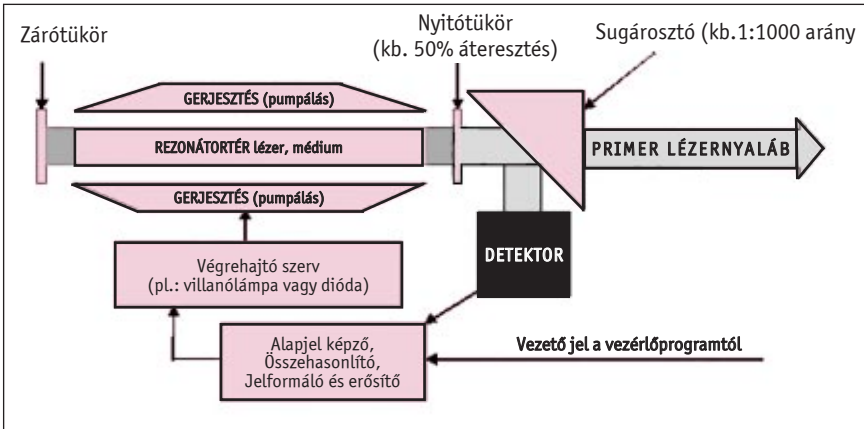 Zárótükör
Nyitótükör
(kb. 50% áteresztés)
Sugárosztó (kb.1:1000 arány
GERJESZTÉS (pumpálás)
REZONÁTORTÉR lézer, médium
PRIMER LÉZERNYALÁB
GERJESZTÉS (pumpálás)
DETEKTOR
Végrehajtó szerv
(pl.: villanólámpa vagy dióda)
Alapjel képző,
Összehasonlító,
Jelformáló és erősítő
Vezető jel a vezérlőprogramtól